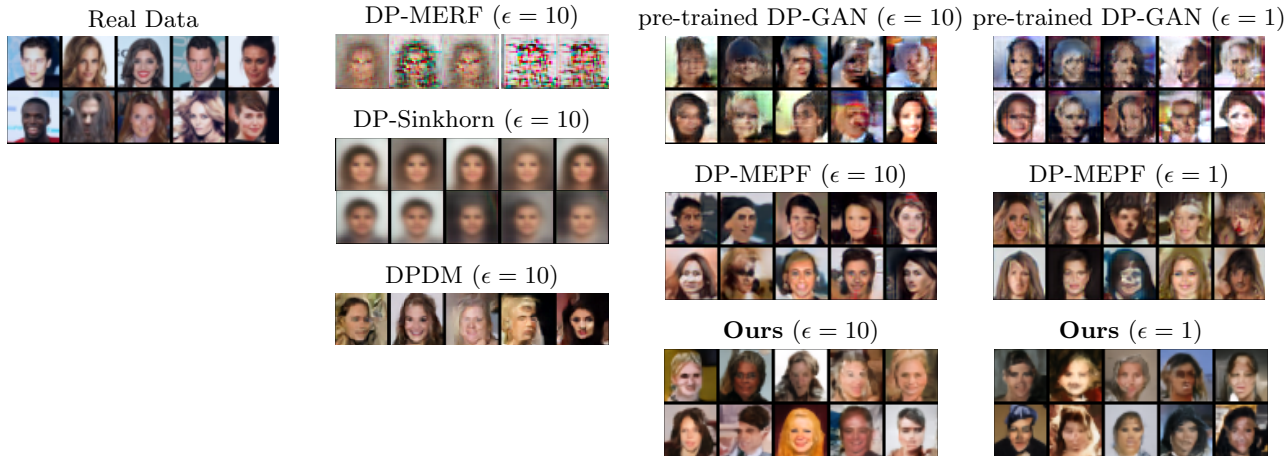 Real Data
DP-MERF (ϵ = 10)
DP-Sinkhorn (ϵ = 10)
DPDM (ϵ = 10)
pre-trained DP-GAN (ϵ = 10)
pre-trained DP-GAN (ϵ = 1)
DP-MEPF (ϵ = 10)
DP-MEPF (ϵ = 1)
Ours (ϵ = 10)
Ours (ϵ = 1)